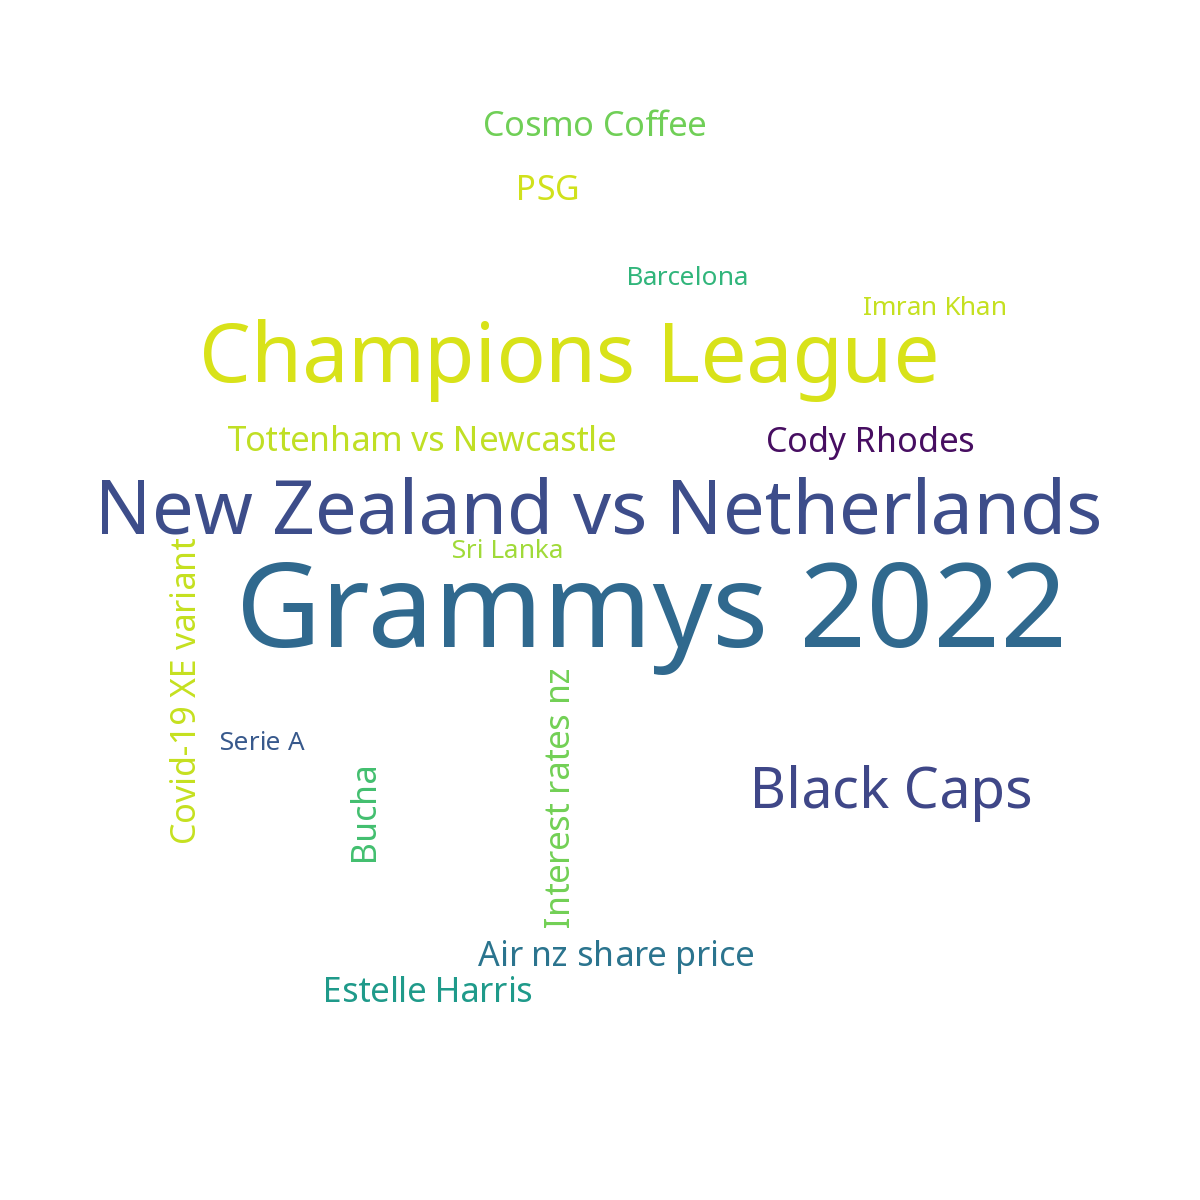 Cosmo Coffee
PSG
Barcelona
Imran Khan
Champions League
Tottenham vs Newcastle
Cody Rhodes
New Zealand vs Netherlands
Sri Lanka
Grammys 2022
Covid-19 XE variant
Serie A
Bucha
Interest rates nz
Black Caps
Air nz share price
Estelle Harris